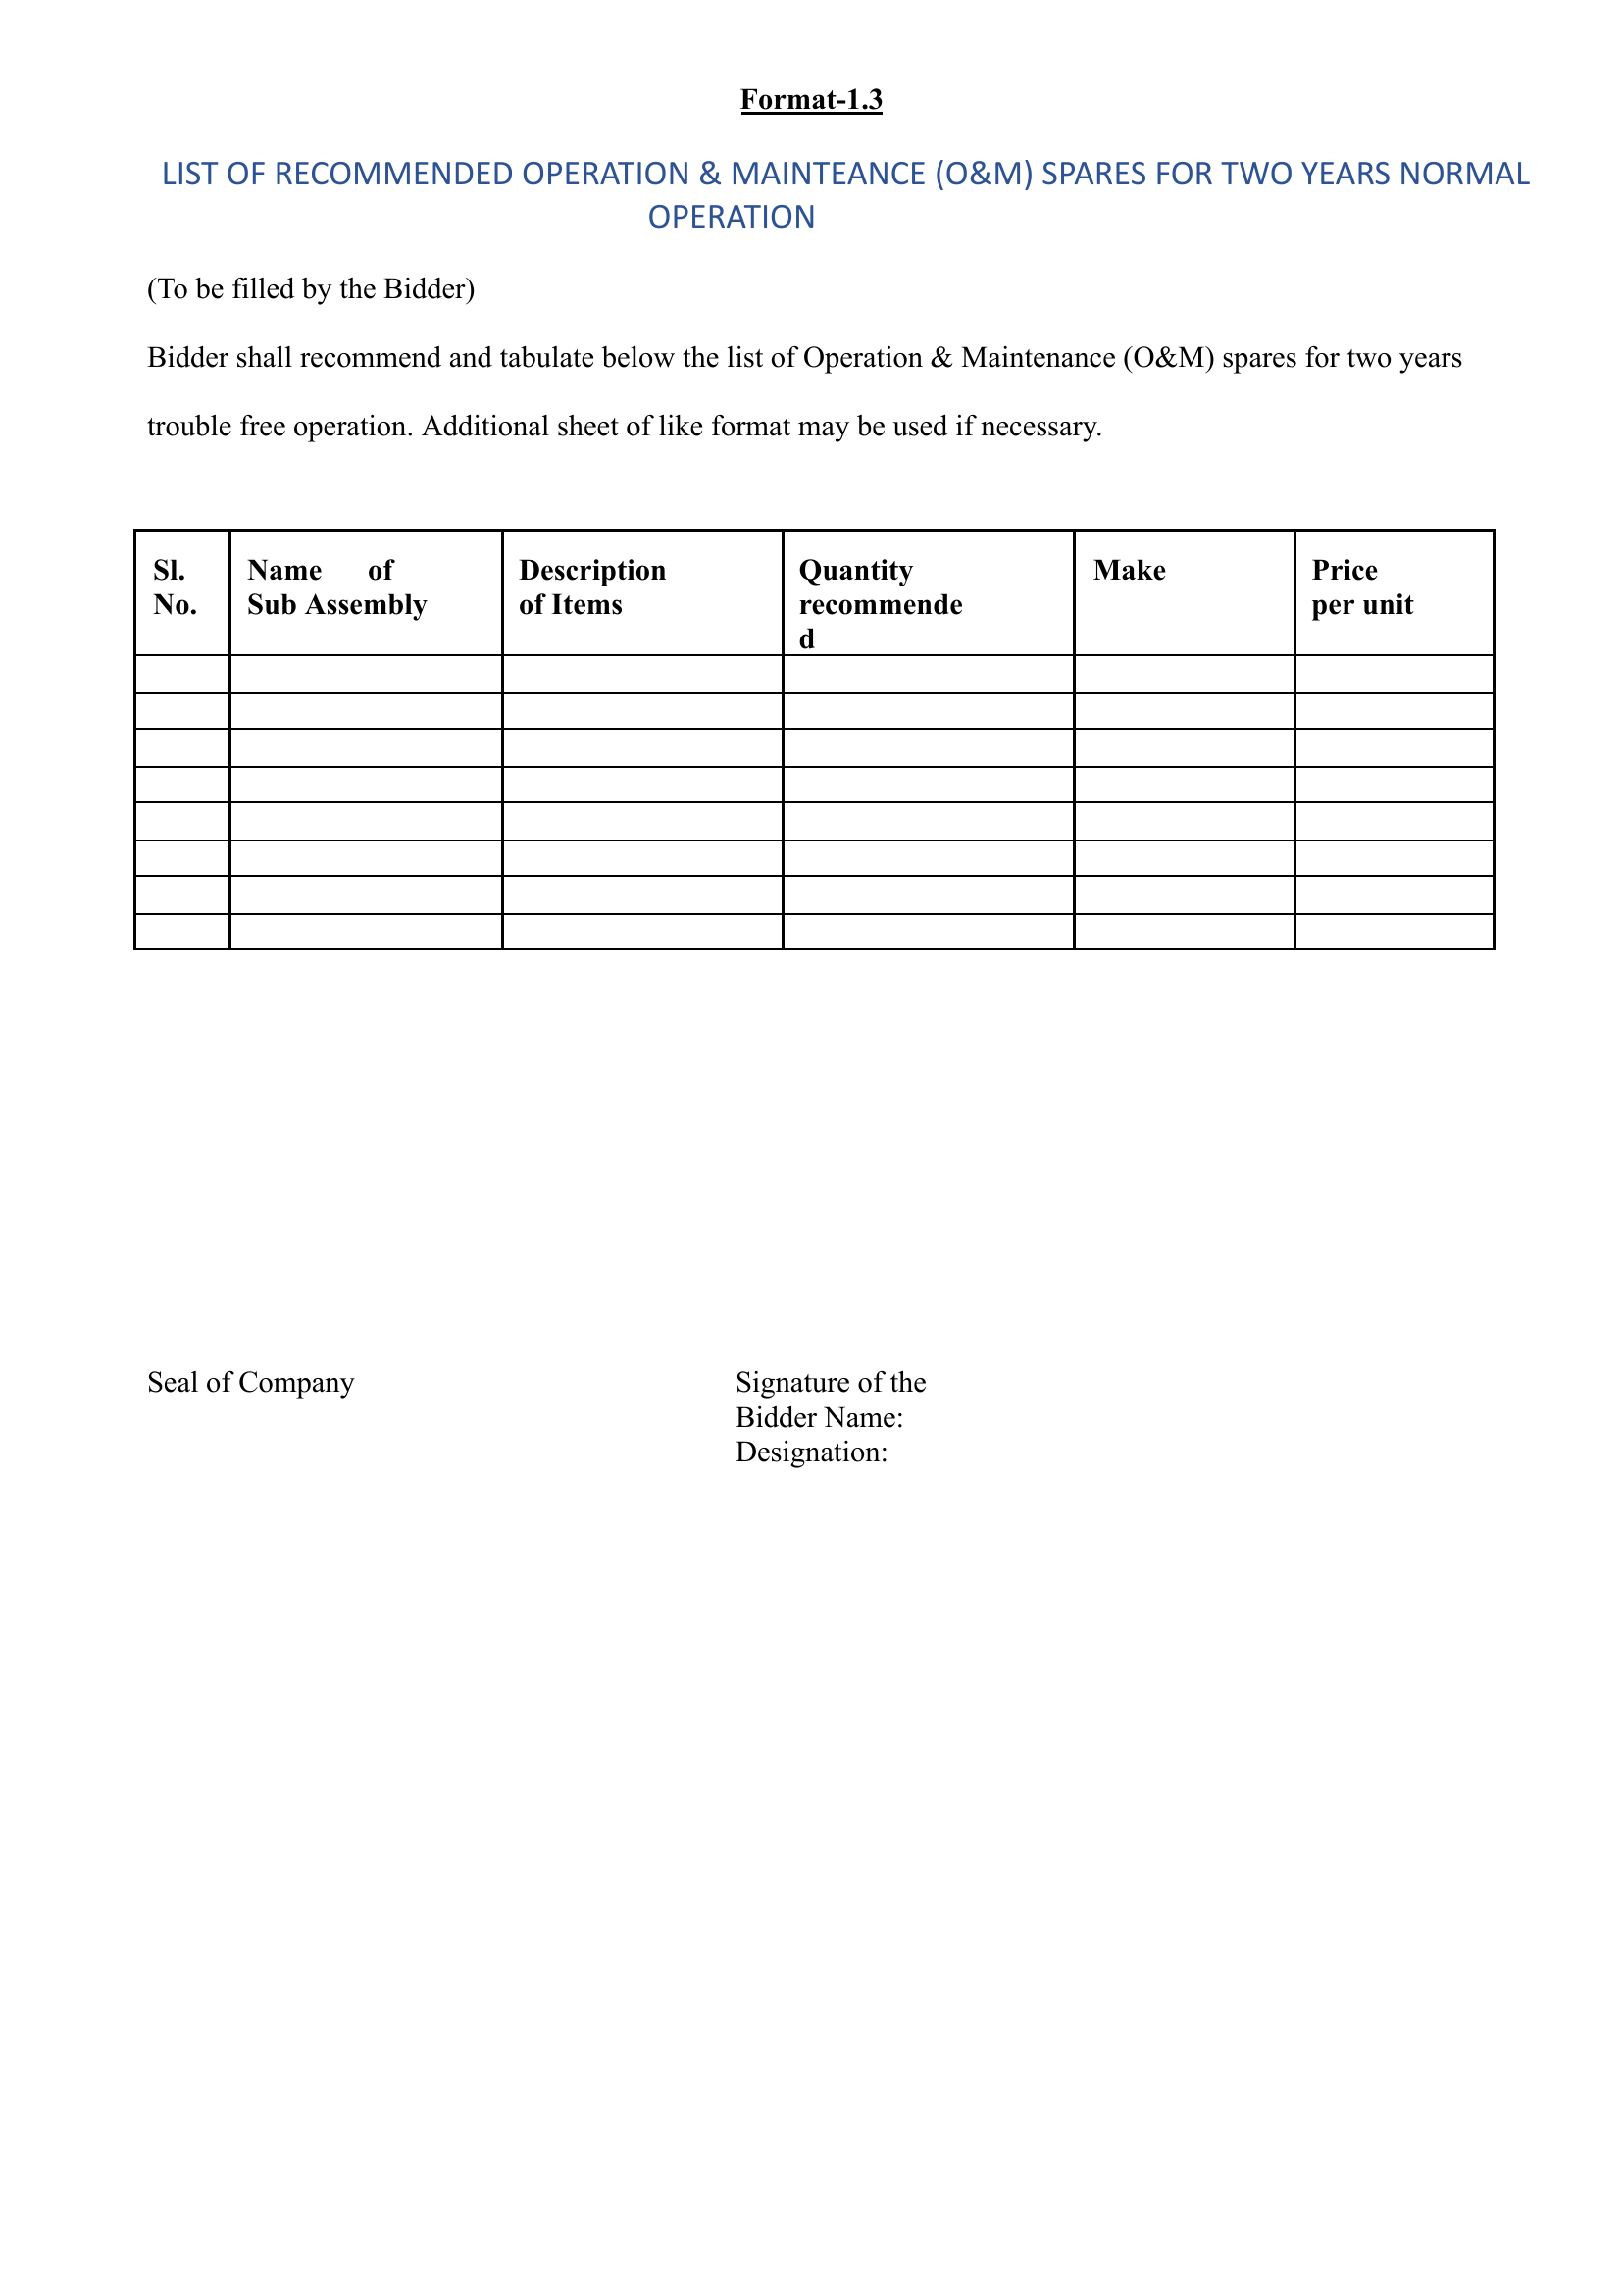 Format-1.3
LIST OF RECOMMENDED OPERATION & MAINTEANCE (O&M) SPARES FOR TWO YEARS NORMAL
OPERATION
(To be filled by the Bidder)
Bidder shall recommend and tabulate below the list of Operation & Maintenance (O&M) spares for two years
trouble free operation. Additional sheet of like format may be used if necessary.
Sl.
No.
Name of
Sub Assembly
Description
of Items
Quantity
recommende
d
Make
Price
per unit
Seal of Company
Signature of the
Bidder Name:
Designation: